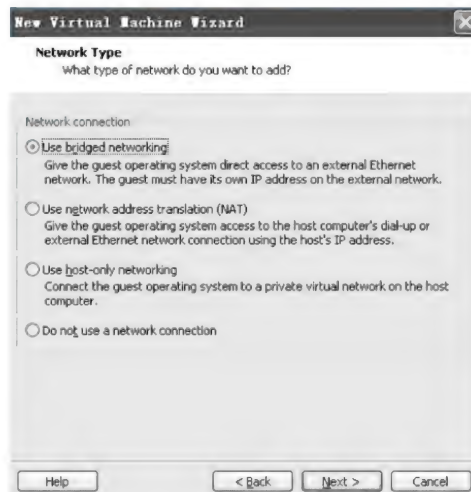 New Virtual Machine Wizard
Network Type
What type of network do you want to add?
Network connection
Use bridged networking
Give the guest operating system direct access to an external Ethernet
network. The guest must have its own IP address on the external network.
Use network address translation (NAT)
Give the guest operating system access to the host computer's dial-up or
external Ethernet network connection using the host's IP address.
Use host-only networking
Connect the guest operating system to a private virtual network on the host
computer.
Do not use a network connection
Help
< Back
Next >
Cancel